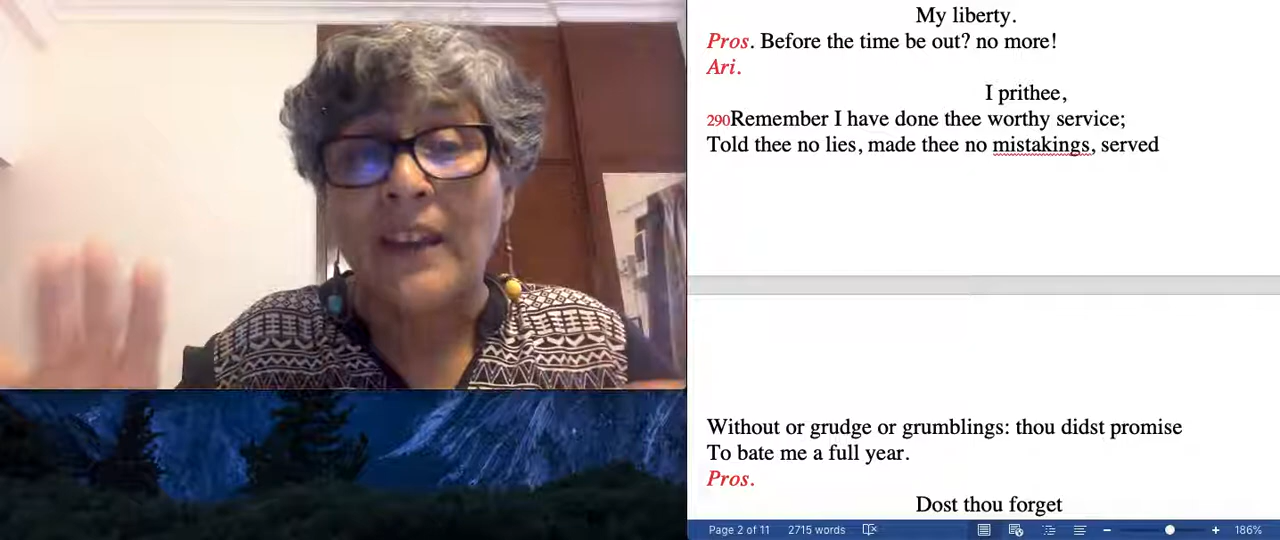 My liberty.
Pros. Before the time be out? no more!
Ari.
I prithee,
290Remember I have done thee worthy service;
Told thee no lies, made thee no mistakings, served
Without or grudge or grumblings: thou didst promise
To bate me a full year.
Pros.
Dost thou forget
Page 2 of 11 2715 words 186%